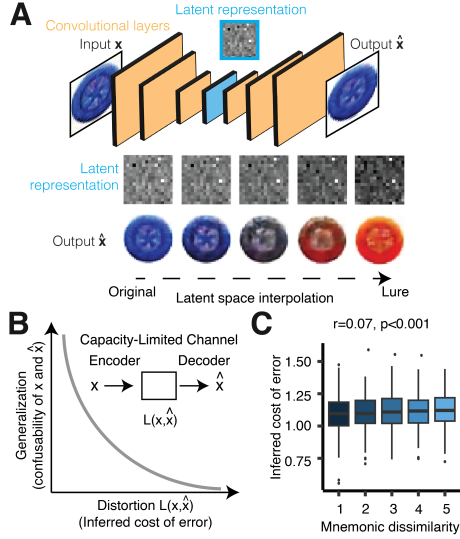 A
Latent representation
Convolutional layers
Input x
Output x̂
Latent
representation
Output x̂
Original
Latent space interpolation
Lure
B
Capacity-Limited Channel
Encoder
Decoder
x
x̂
L(x,x̂)
Generalization
(confusability of x and x̂)
Distortion L(x,x̂)
(Inferred cost of error)
C
r=0.07, p<0.001
Inferred cost of error
1.50
1.25
1.00
0.75
1 2 3 4 5
Mnemonic dissimilarity